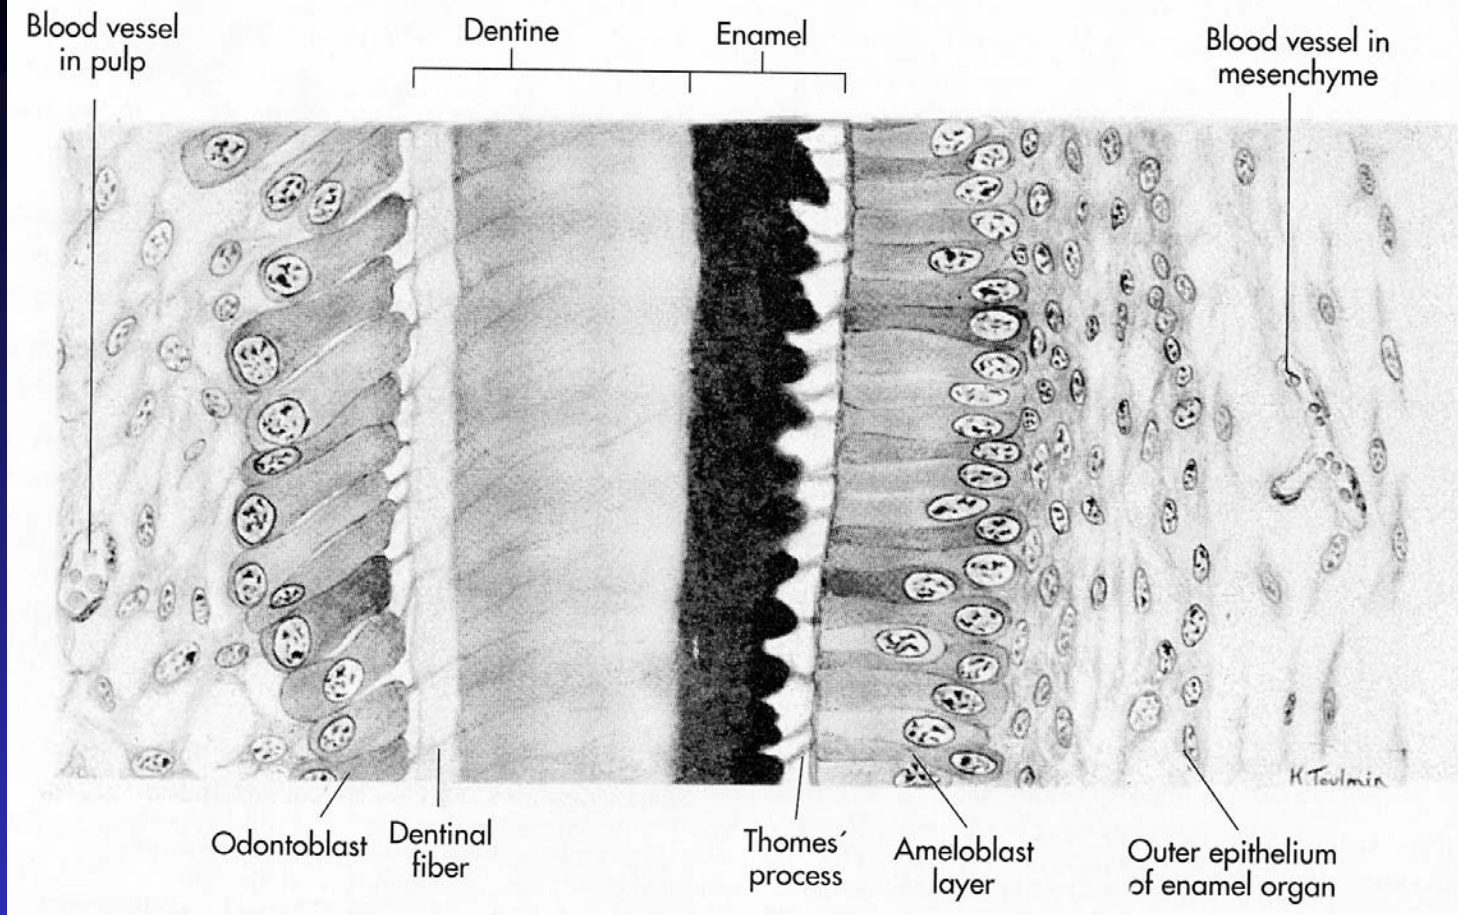 Blood vessel
in pulp
Dentine
Enamel
Blood vessel in
mesenchyme
K.Toulmin
Odontoblast
Dentinal
fiber
Thomes´
process
Ameloblast
layer
Outer epithelium
of enamel organ